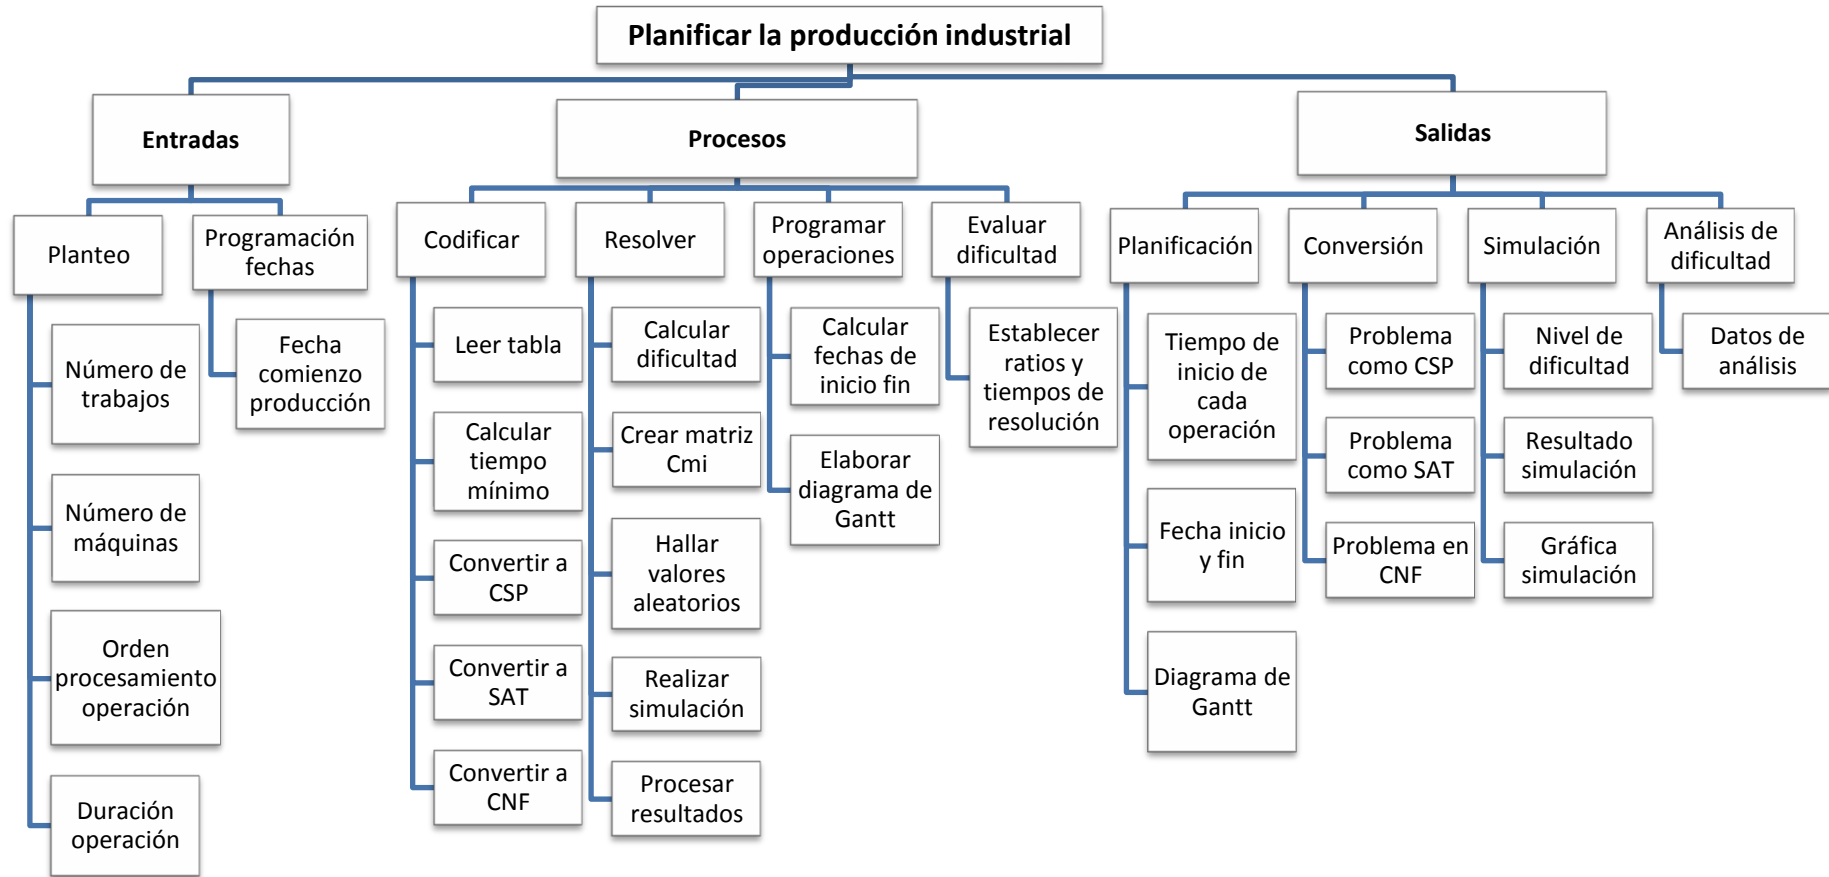 Planificar la producción industrial
Entradas
Procesos
Salidas
Planteo
Programación
fechas
Codificar
Resolver
Programar
operaciones
Evaluar
dificultad
Planificación
Conversión
Simulación
Análisis de
dificultad
Número de
trabajos
Número de
máquinas
Orden
procesamiento
operación
Duración
operación
Fecha
comienzo
producción
Leer tabla
Calcular
tiempo
mínimo
Convertir a
CSP
Convertir a
SAT
Convertir a
CNF
Calcular
dificultad
Crear matriz
Cmi
Hallar
valores
aleatorios
Realizar
simulación
Procesar
resultados
Calcular
fechas de
inicio fin
Elaborar
diagrama de
Gantt
Establecer
ratios y
tiempos de
resolución
Tiempo de
inicio de
cada
operación
Fecha inicio
y fin
Diagrama de
Gantt
Problema
como CSP
Problema
como SAT
Problema en
CNF
Nivel de
dificultad
Resultado
simulación
Gráfica
simulación
Datos de
análisis